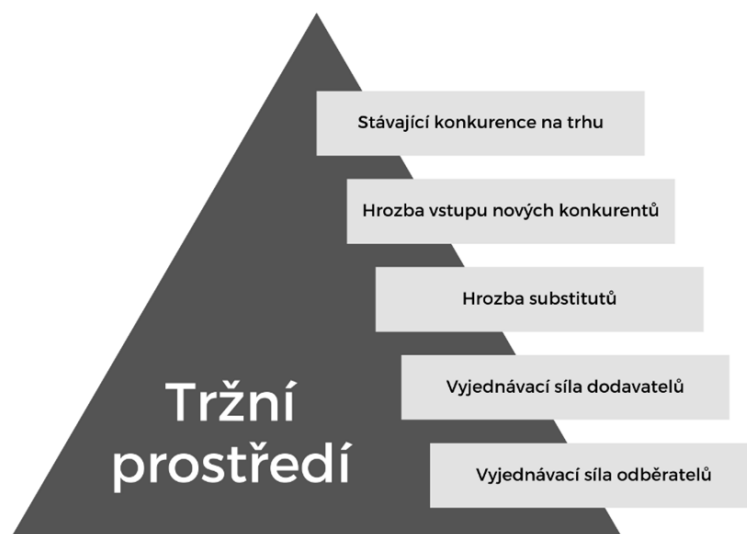 Stávající konkurence na trhu
Hrozba vstupu nových konkurentů
Hrozba substitutů
Vyjednávací síla dodavatelů
Vyjednávací síla odběratelů
Tržní
prostředí